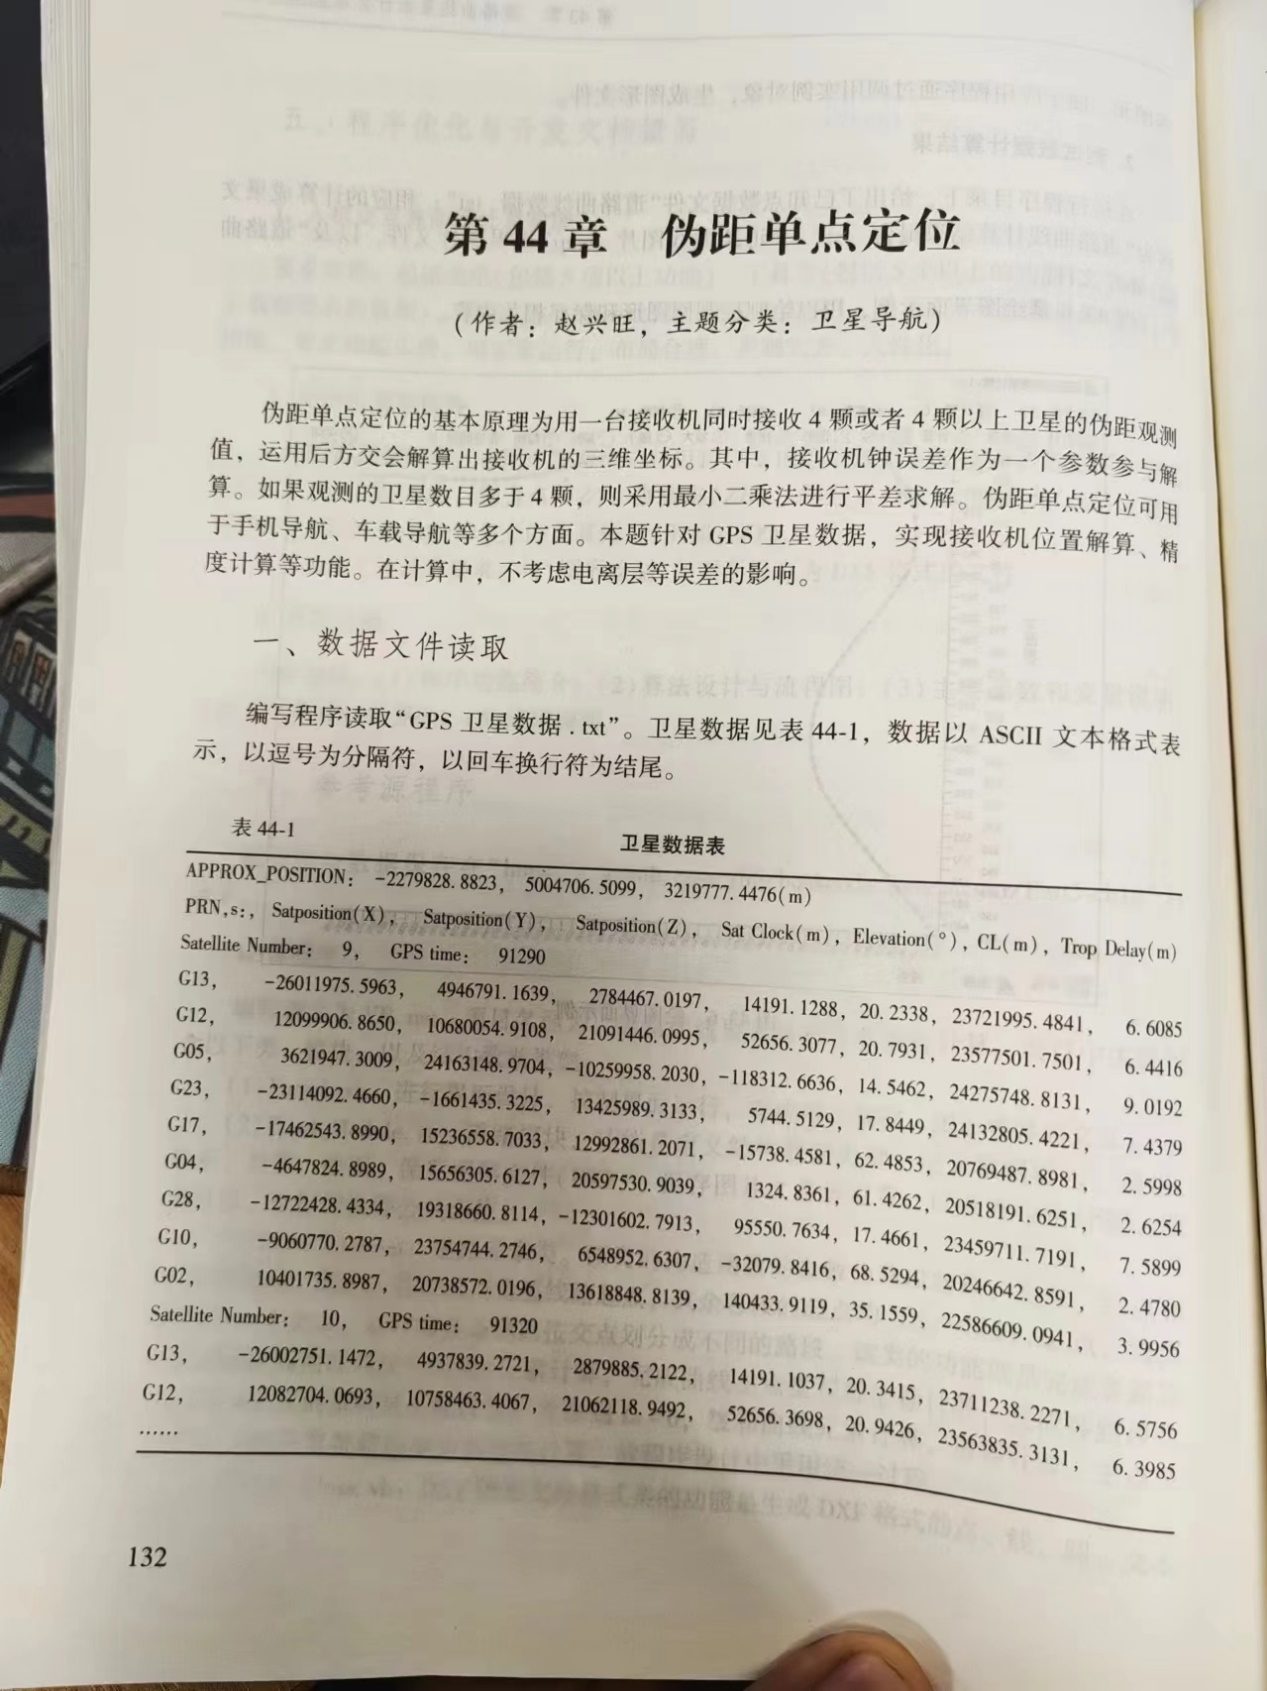 第 44 章　伪距单点定位
(作者：赵兴旺，主题分类：卫星导航)
伪距单点定位的基本原理为用一台接收机同时接收 4 颗或者 4 颗以上卫星的伪距观测
值，运用后方交会解算出接收机的三维坐标。其中，接收机钟误差作为一个参数参与解
算。如果观测的卫星数目多于 4 颗，则采用最小二乘法进行平差求解。伪距单点定位可用
于手机导航、车载导航等多个方面。本题针对 GPS 卫星数据，实现接收机位置解算、精
度计算等功能。在计算中，不考虑电离层等误差的影响。
一、数据文件读取
编写程序读取“GPS 卫星数据 . txt”。卫星数据见表 44-1，数据以 ASCII 文本格式表
示，以逗号为分隔符，以回车换行符为结尾。
表 44-1　卫星数据表
APPROX_POSITION: -2279828.8823, 5004706.5099, 3219777.4476(m)
PRN,s:, Satposition(X), Satposition(Y), Satposition(Z), Sat Clock(m), Elevation(°), CL(m), Trop Delay(m)
Satellite Number: 9, GPS time: 91290
G13, -26011975.5963, 4946791.1639, 2784467.0197, 14191.1288, 20.2338, 23721995.4841, 6.6085
G12, 12099906.8650, 10680054.9108, 21091446.0995, 52656.3077, 20.7931, 23577501.7501, 6.4416
G05, 3621947.3009, 24163148.9704, -10259958.2030, -118312.6636, 14.5462, 24275748.8131, 9.0192
G23, -23114092.4660, -1661435.3225, 13425989.3133, 5744.5129, 17.8449, 24132805.4221, 7.4379
G17, -17462543.8990, 15236558.7033, 12992861.2071, -15738.4581, 62.4853, 20769487.8981, 2.5998
G04, -4647824.8989, 15656305.6127, 20597530.9039, 1324.8361, 61.4262, 20518191.6251, 2.6254
G28, -12722428.4334, 19318660.8114, -12301602.7913, 95550.7634, 17.4661, 23459711.7191, 7.5899
G10, -9060770.2787, 23754744.2746, 6548952.6307, -32079.8416, 68.5294, 20246642.8591, 2.4780
G02, 10401735.8987, 20738572.0196, 13618848.8139, 140433.9119, 35.1559, 22586609.0941, 3.9956
Satellite Number: 10, GPS time: 91320
G13, -26002751.1472, 4937839.2721, 2879885.2122, 14191.1037, 20.3415, 23711238.2271, 6.5756
G12, 12082704.0693, 10758463.4067, 21062118.9492, 52656.3698, 20.9426, 23563835.3131, 6.3985
……
132